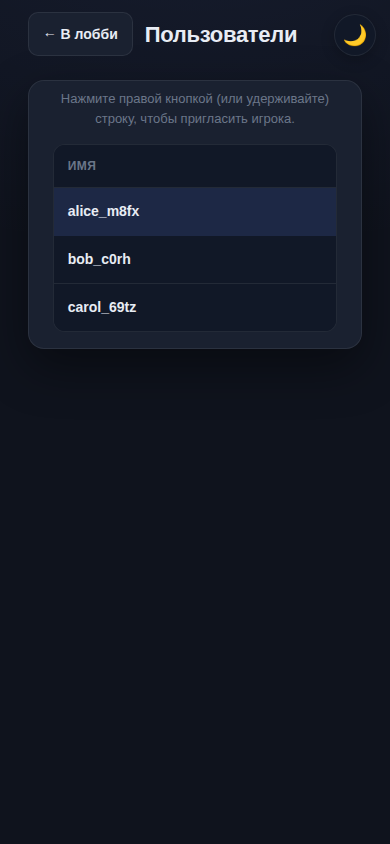 ← В лобби
Пользователи
Нажмите правой кнопкой (или удерживайте)
строку, чтобы пригласить игрока.
ИМЯ
alice_m8fx
bob_c0rh
carol_69tz